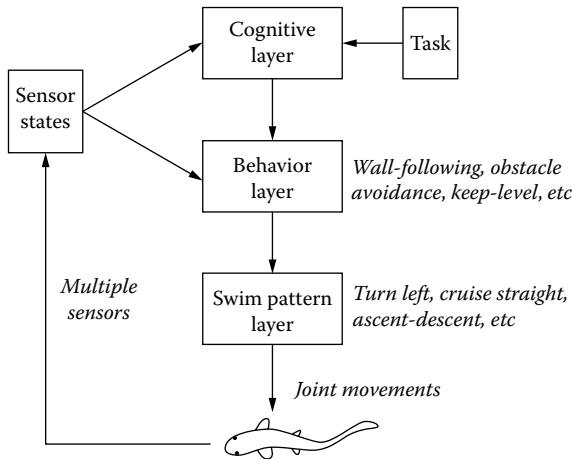 Cognitive
layer
Task
Sensor
states
Behavior
layer
Wall-following, obstacle
avoidance, keep-level, etc
Multiple
sensors
Swim pattern
layer
Turn left, cruise straight,
ascent-descent, etc
Joint movements